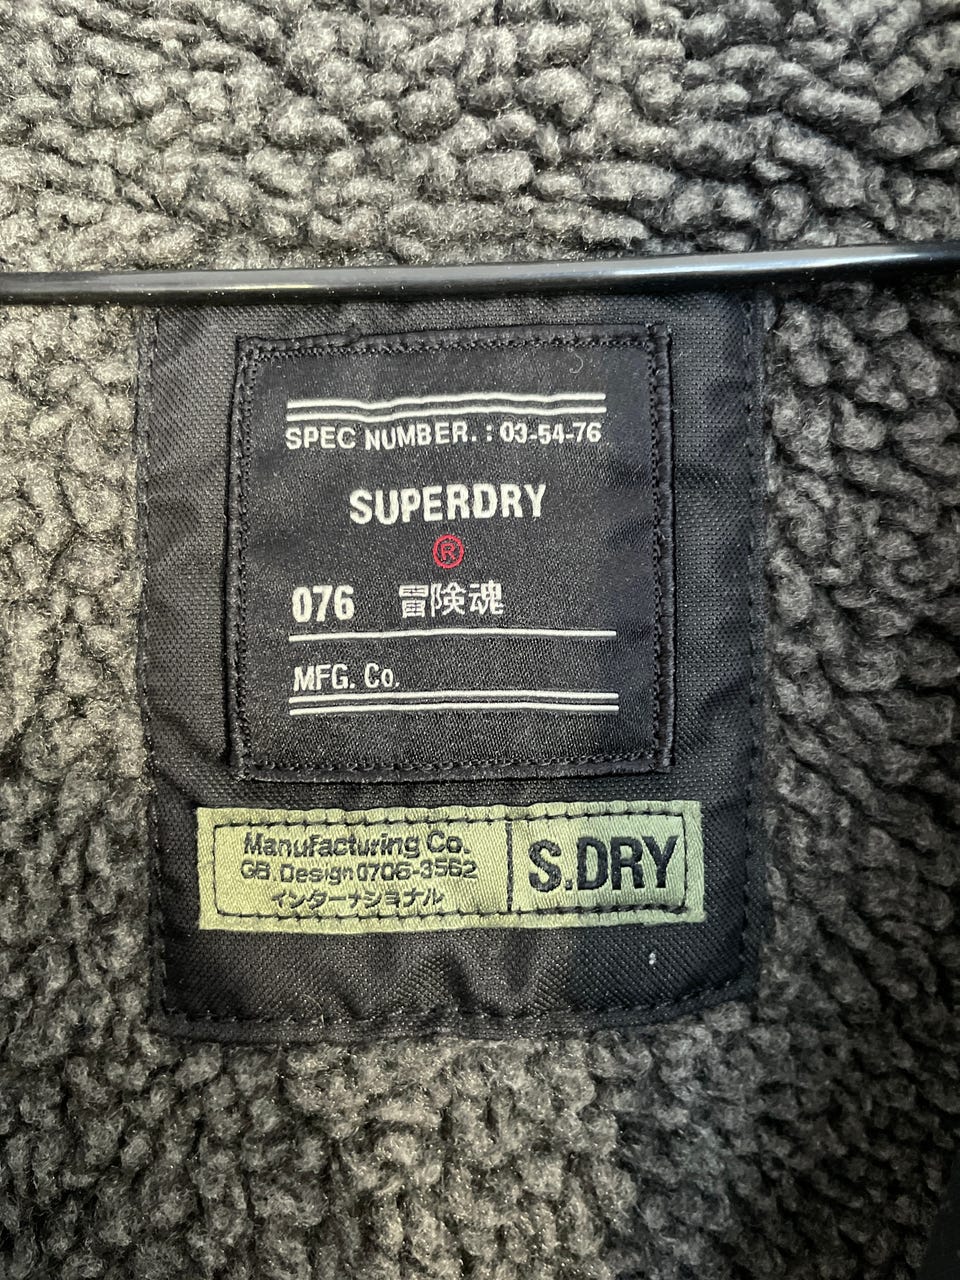 SPEC NUMBER. : 03-54-76
SUPERDRY
®
076 冒険魂
MFG. Co.
Manufacturing Co.
GB. Design 0706-3562
インターナショナル
S.DRY